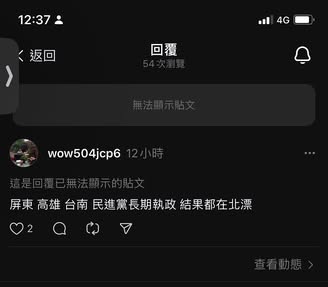 12:37
4G
返回
回覆
54 次瀏覽
無法顯示貼文
wow504jcp6 12小時
這是回覆已無法顯示的貼文
屏東 高雄 台南 民進黨長期執政 結果都在北漂
2
查看動態